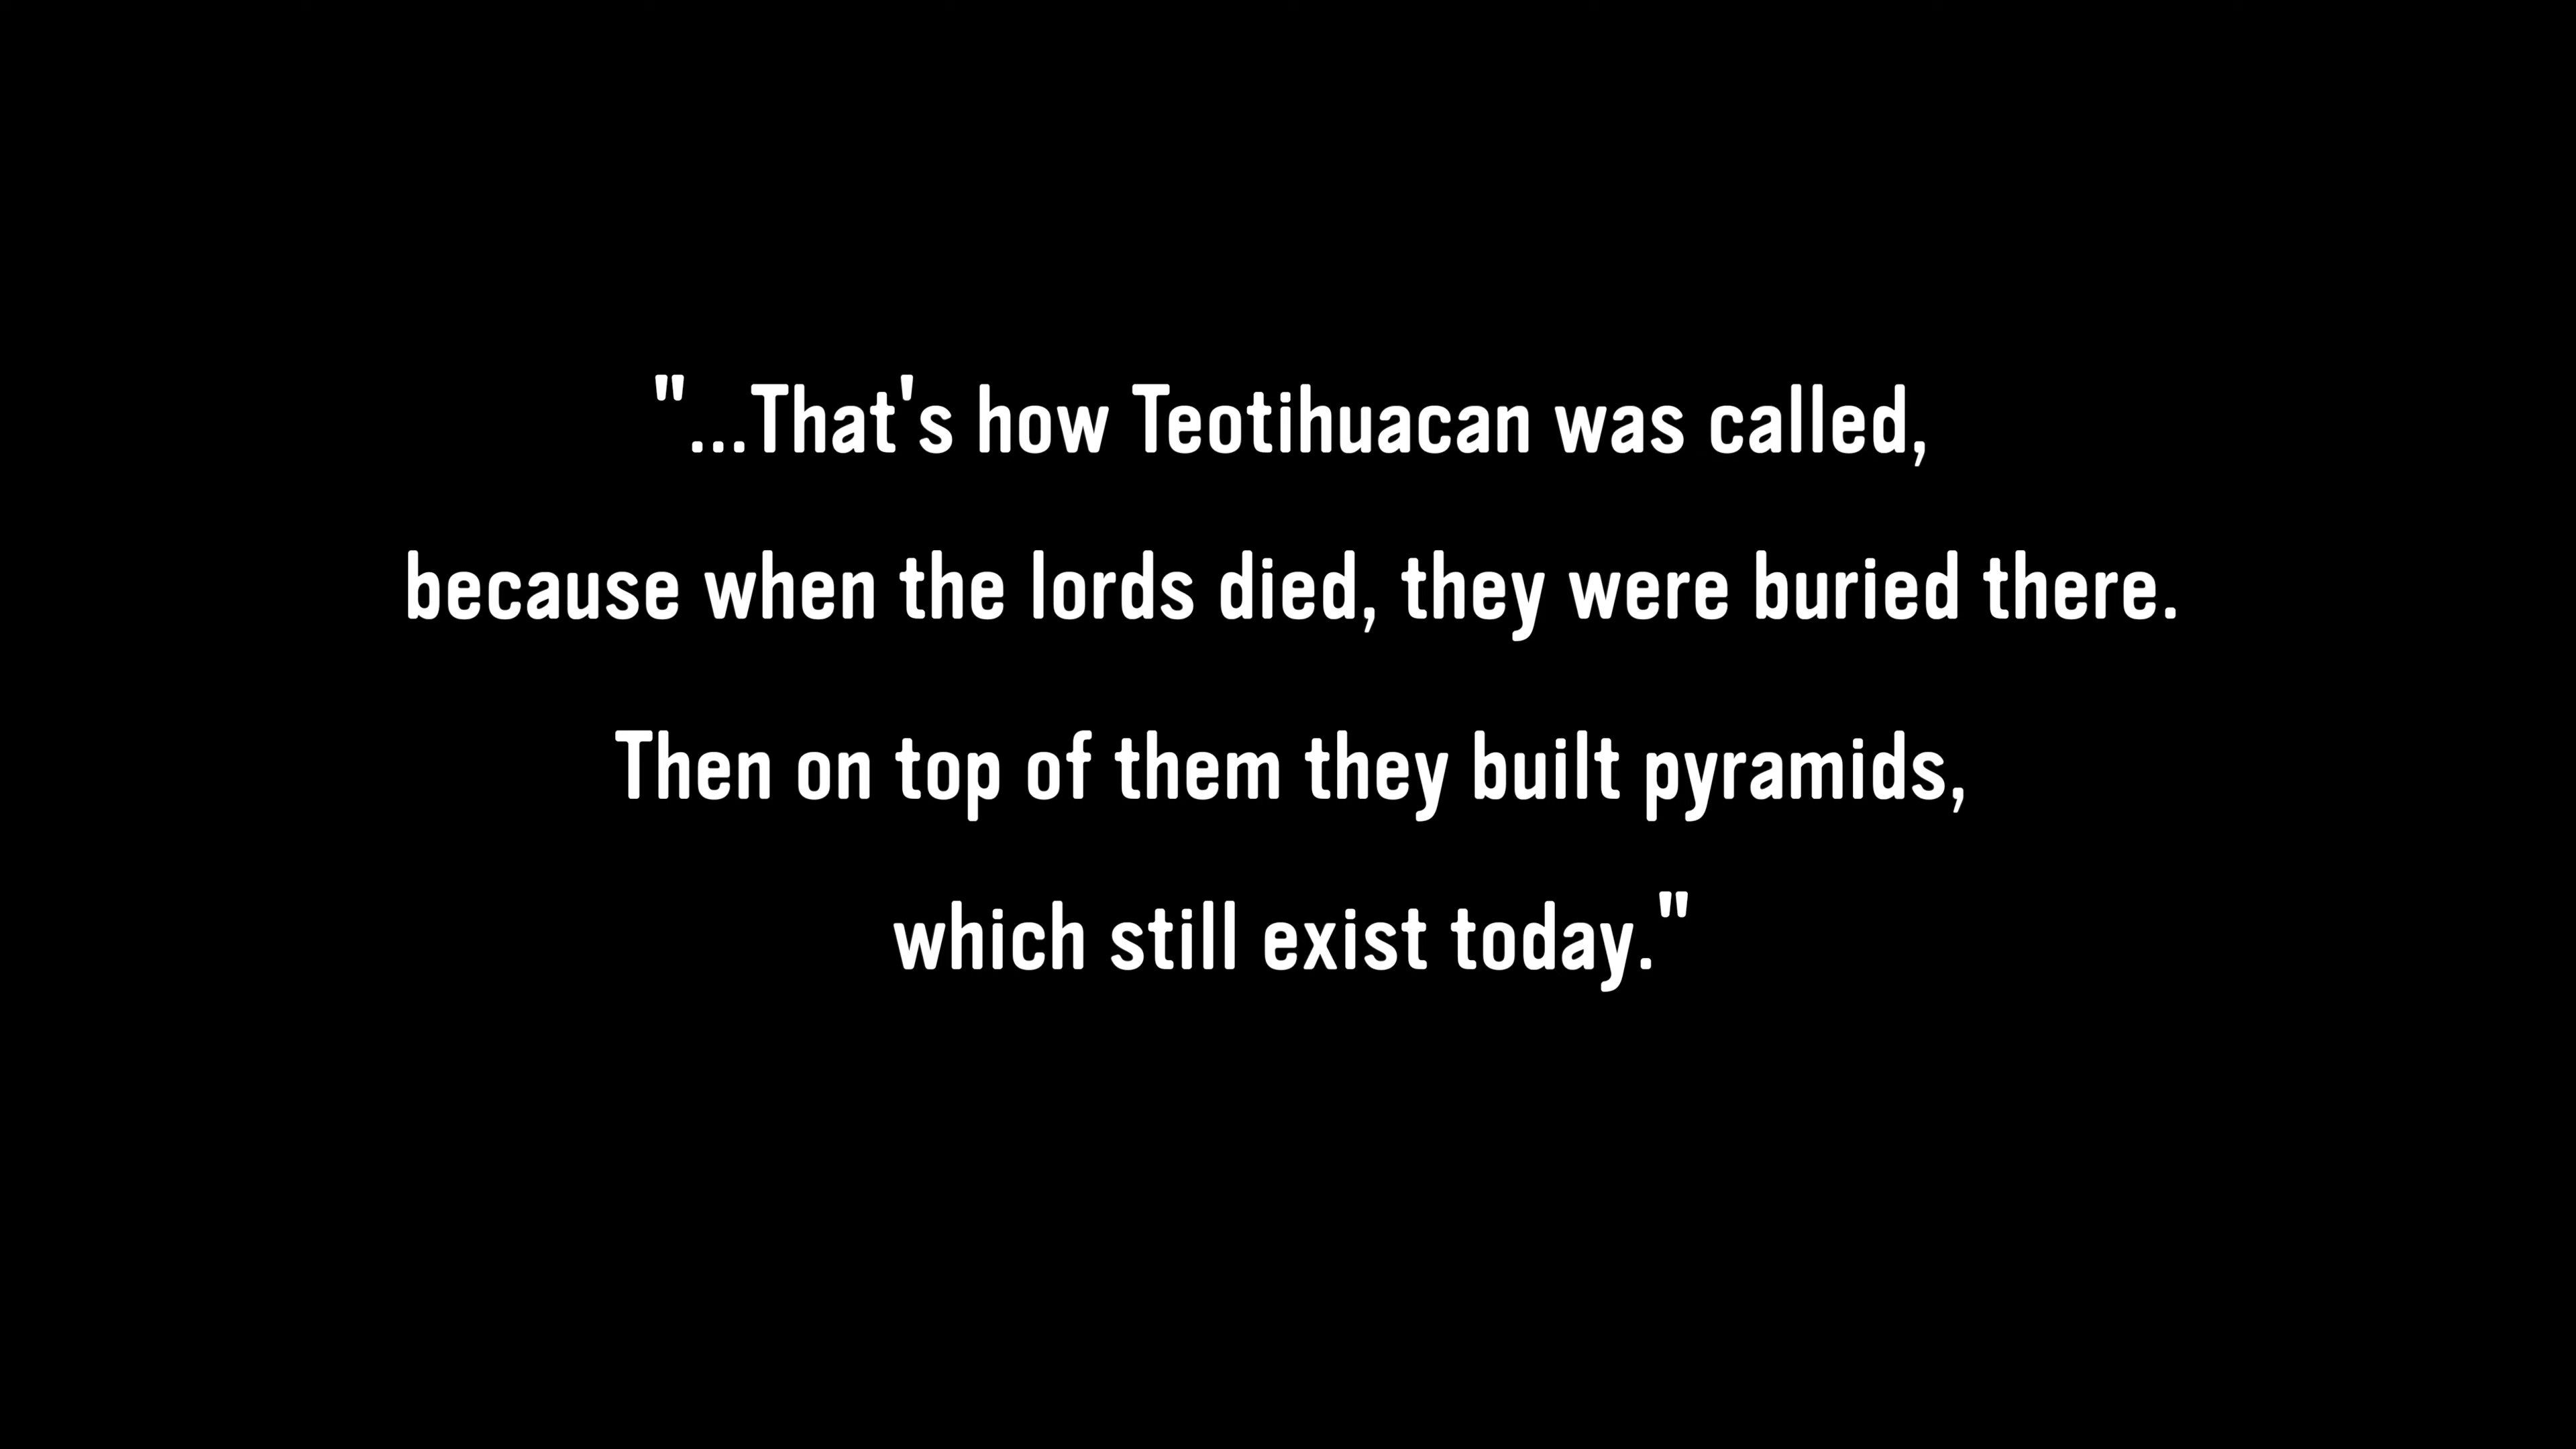 "...That's how Teotihuacan was called,
because when the lords died, they were buried there.
Then on top of them they built pyramids,
which still exist today."